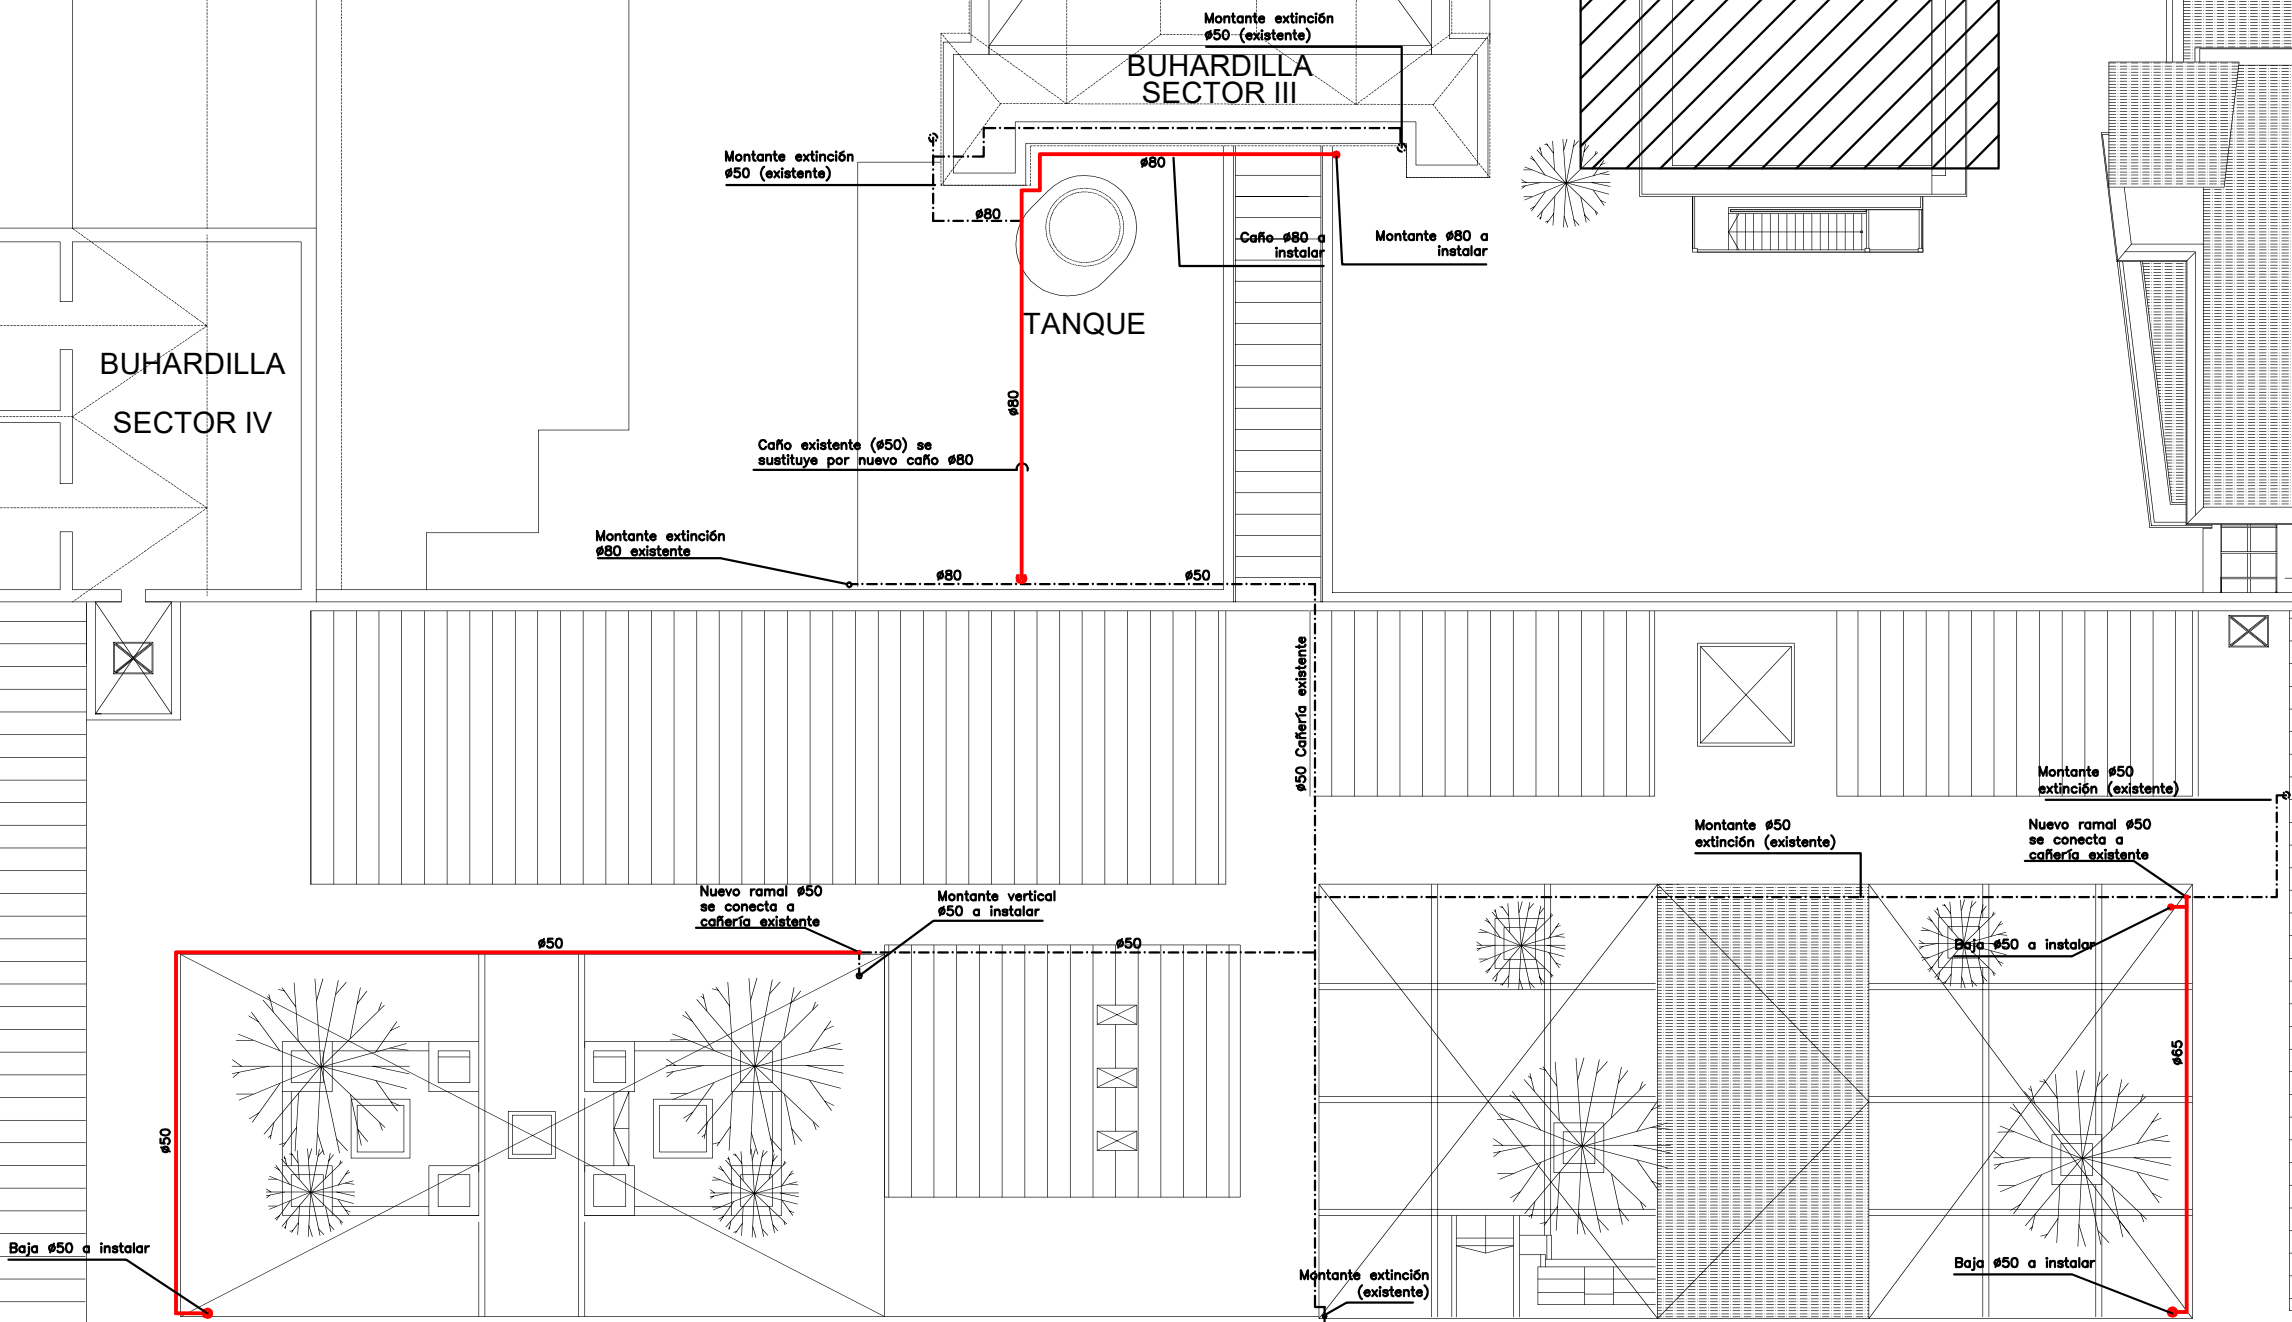 Montante extinción
ø50 (existente)
BUHARDILLA
SECTOR III
Montante extinción
ø50 (existente)
ø80
ø80
Caño ø80 a
instalar
Montante ø80 a
instalar
TANQUE
BUHARDILLA
SECTOR IV
ø80
Caño existente (ø50) se
sustituye por nuevo caño ø80
Montante extinción
ø80 existente
ø80
ø50
ø50 Cañería existente
Montante ø50
extinción (existente)
Montante ø50
extinción (existente)
Nuevo ramal ø50
se conecta a
cañería existente
Nuevo ramal ø50
se conecta a
cañería existente
Montante vertical
ø50 a instalar
ø50
ø50
Baja ø50 a instalar
ø65
ø50
Baja ø50 a instalar
Montante extinción
(existente)
Baja ø50 a instalar